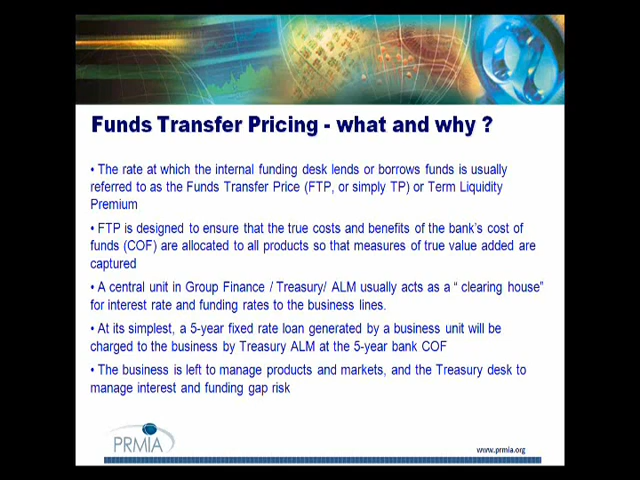 Funds Transfer Pricing - what and why ?
• The rate at which the internal funding desk lends or borrows funds is usually
referred to as the Funds Transfer Price (FTP, or simply TP) or Term Liquidity
Premium
• FTP is designed to ensure that the true costs and benefits of the bank's cost of
funds (COF) are allocated to all products so that measures of true value added are
captured
• A central unit in Group Finance / Treasury/ ALM usually acts as a " clearing house"
for interest rate and funding rates to the business lines.
• At its simplest, a 5-year fixed rate loan generated by a business unit will be
charged to the business by Treasury ALM at the 5-year bank COF
• The business is left to manage products and markets, and the Treasury desk to
manage interest and funding gap risk
PRMIA
www.prmia.org